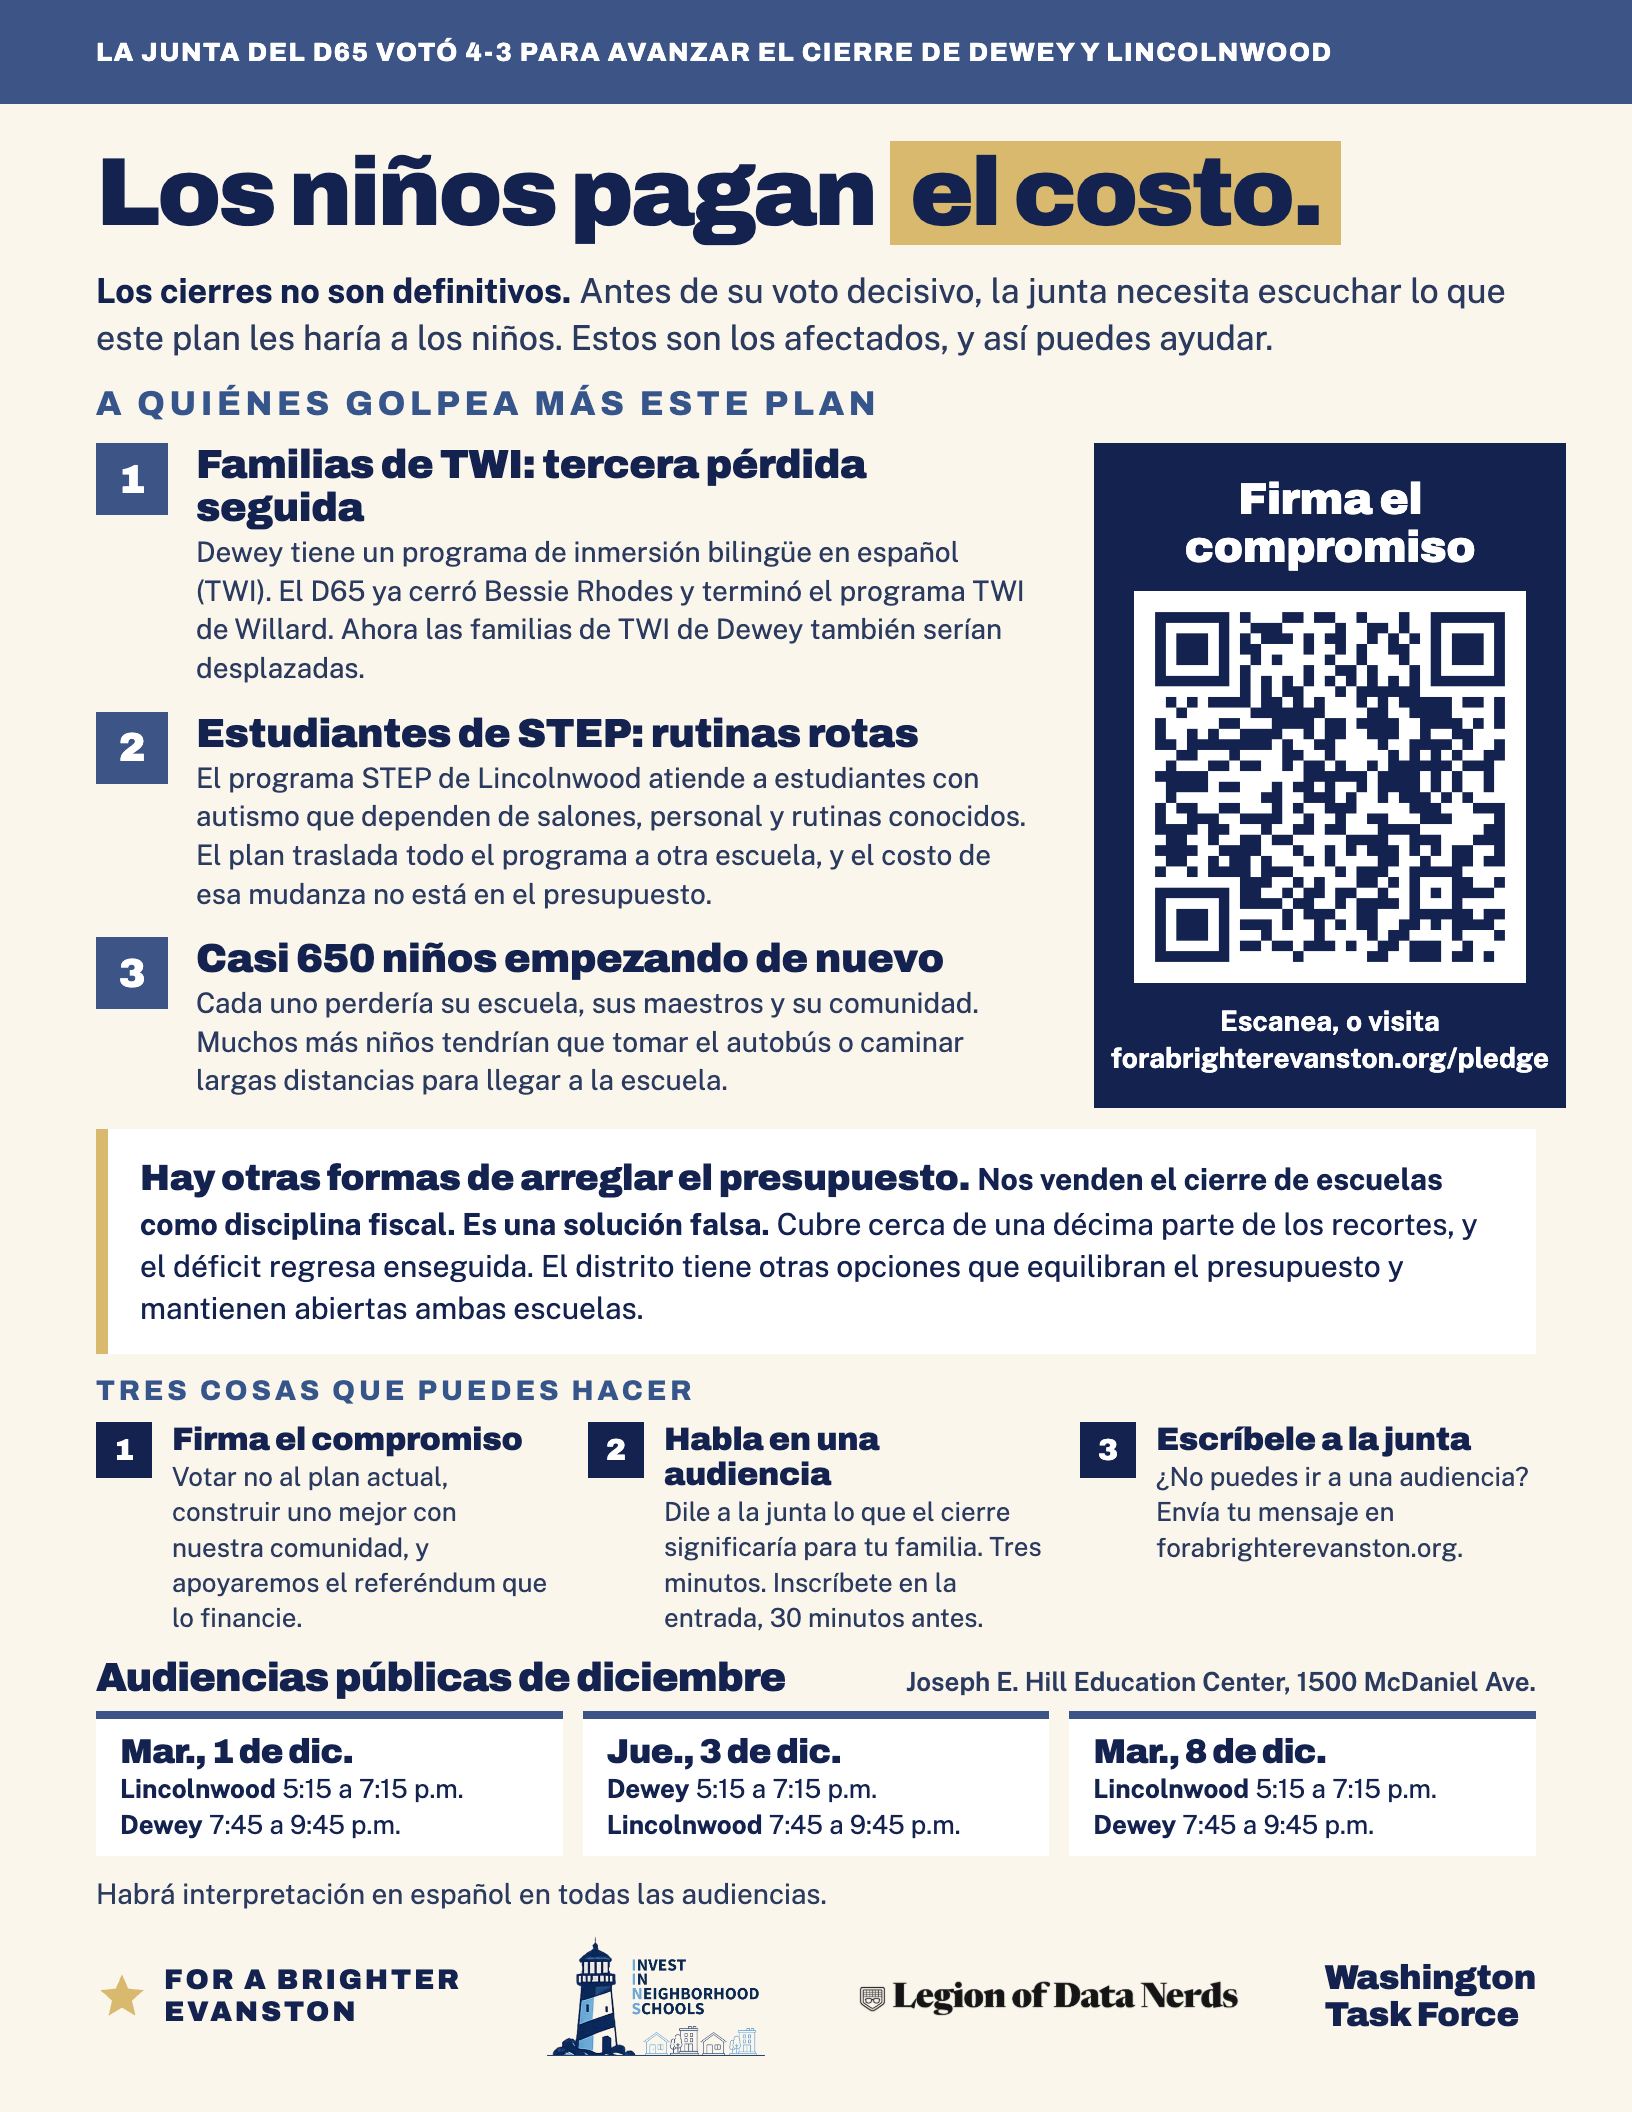 LA JUNTA DEL D65 VOTÓ 4-3 PARA AVANZAR EL CIERRE DE DEWEY Y LINCOLNWOOD
Los niños pagan el costo.
Los cierres no son definitivos. Antes de su voto decisivo, la junta necesita escuchar lo que
este plan les haría a los niños. Estos son los afectados, y así puedes ayudar.
A QUIÉNES GOLPEA MÁS ESTE PLAN
1
Familias de TWI: tercera pérdida
seguida
Dewey tiene un programa de inmersión bilingüe en español
(TWI). El D65 ya cerró Bessie Rhodes y terminó el programa TWI
de Willard. Ahora las familias de TWI de Dewey también serían
desplazadas.
2
Estudiantes de STEP: rutinas rotas
El programa STEP de Lincolnwood atiende a estudiantes con
autismo que dependen de salones, personal y rutinas conocidos.
El plan traslada todo el programa a otra escuela, y el costo de
esa mudanza no está en el presupuesto.
3
Casi 650 niños empezando de nuevo
Cada uno perdería su escuela, sus maestros y su comunidad.
Muchos más niños tendrían que tomar el autobús o caminar
largas distancias para llegar a la escuela.
Firma el
compromiso
Escanea, o visita
forabrighterevanston.org/pledge
Hay otras formas de arreglar el presupuesto. Nos venden el cierre de escuelas
como disciplina fiscal. Es una solución falsa. Cubre cerca de una décima parte de los recortes, y
el déficit regresa enseguida. El distrito tiene otras opciones que equilibran el presupuesto y
mantienen abiertas ambas escuelas.
TRES COSAS QUE PUEDES HACER
1
Firma el compromiso
Votar no al plan actual,
construir uno mejor con
nuestra comunidad, y
apoyaremos el referéndum que
lo financie.
2
Habla en una
audiencia
Dile a la junta lo que el cierre
significaría para tu familia. Tres
minutos. Inscríbete en la
entrada, 30 minutos antes.
3
Escríbele a la junta
¿No puedes ir a una audiencia?
Envía tu mensaje en
forabrighterevanston.org.
Audiencias públicas de diciembre
Joseph E. Hill Education Center, 1500 McDaniel Ave.
Mar., 1 de dic.
Lincolnwood 5:15 a 7:15 p.m.
Dewey 7:45 a 9:45 p.m.
Jue., 3 de dic.
Dewey 5:15 a 7:15 p.m.
Lincolnwood 7:45 a 9:45 p.m.
Mar., 8 de dic.
Lincolnwood 5:15 a 7:15 p.m.
Dewey 7:45 a 9:45 p.m.
Habrá interpretación en español en todas las audiencias.
FOR A BRIGHTER
EVANSTON
INVEST
IN
NEIGHBORHOOD
SCHOOLS
Legion of Data Nerds
Washington
Task Force